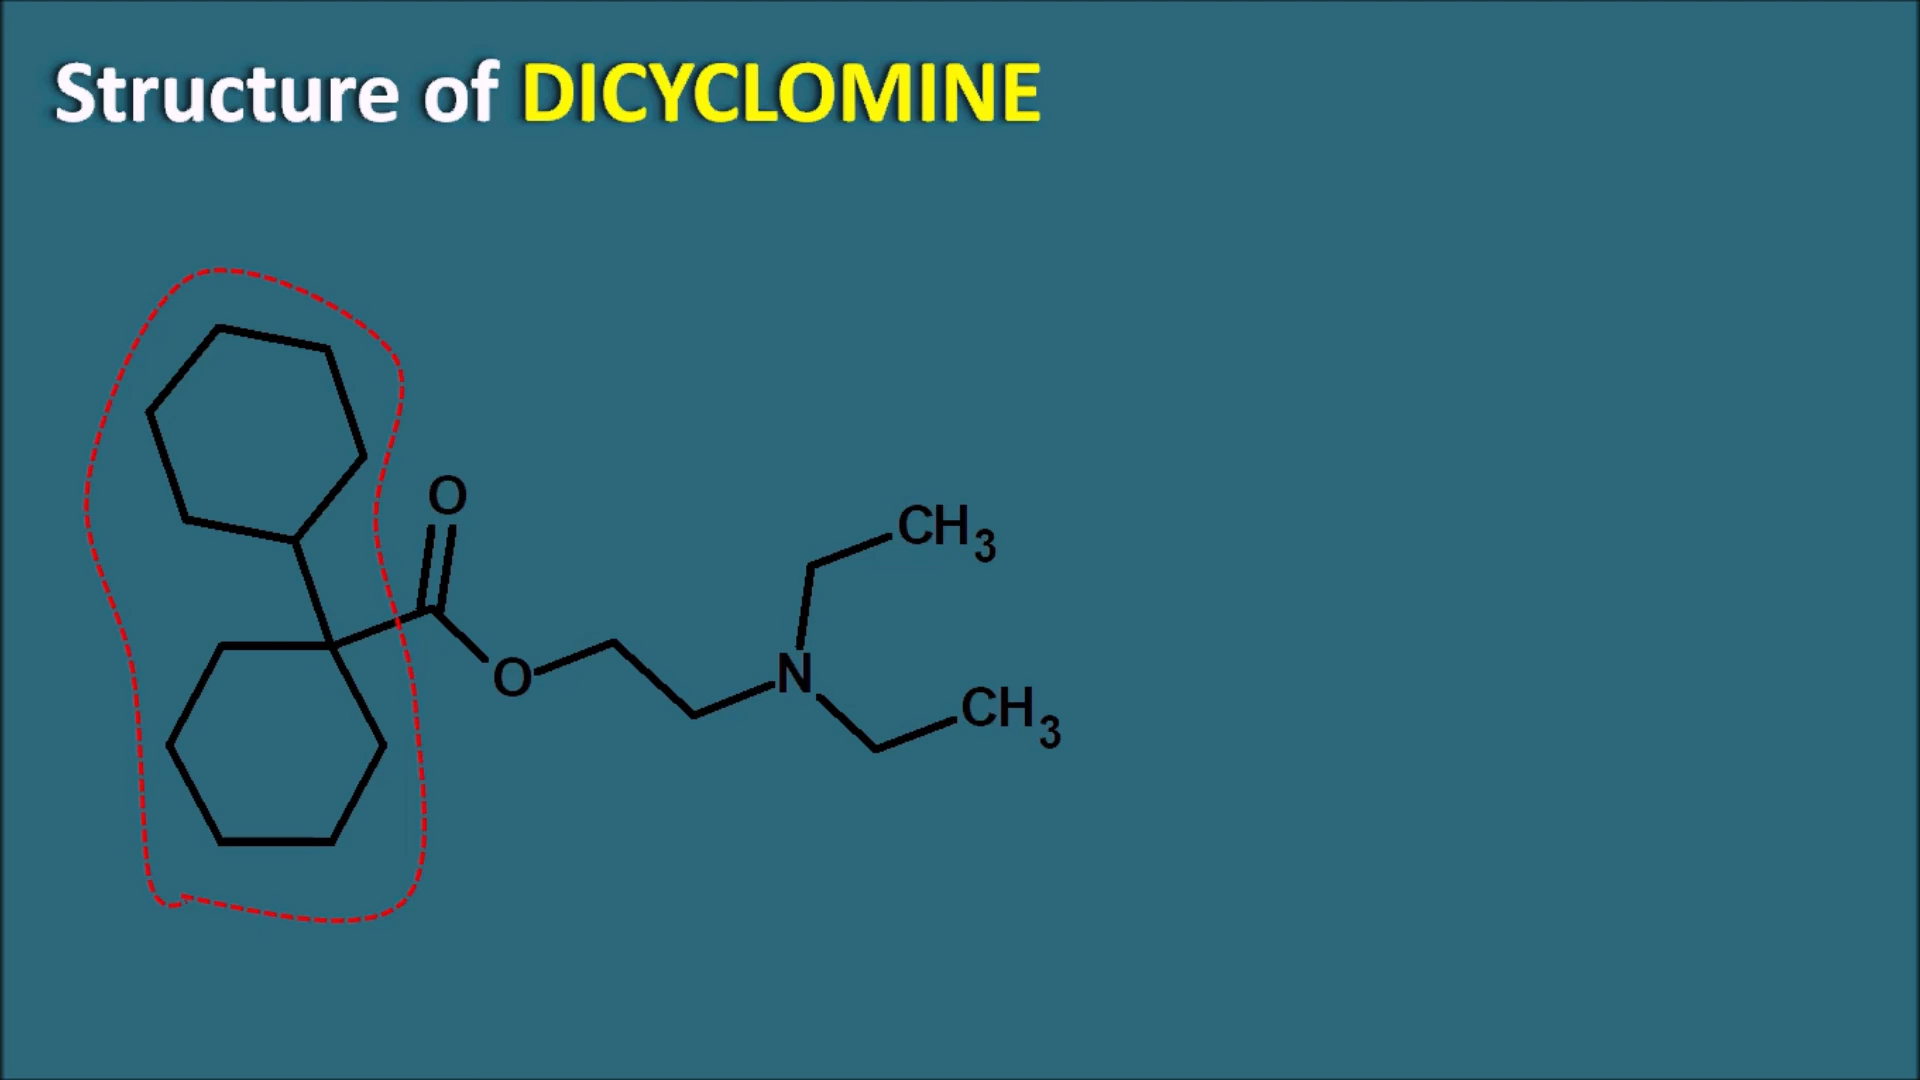 Structure of DICYCLOMINE
O
CH3
N
O
CH3